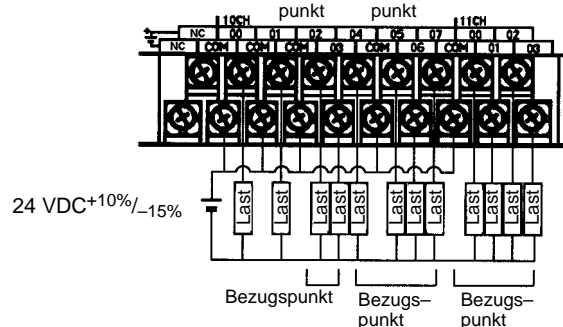 punkt punkt
10CH 11CH
NC 00 01 02 04 05 07 00 02
NC COM COM COM 03 COM 06 COM 01 03
24 VDC+10%/–15%
Last Last Last Last Last Last Last Last Last Last Last Last
Bezugspunkt Bezugs– Bezugs–
punkt punkt